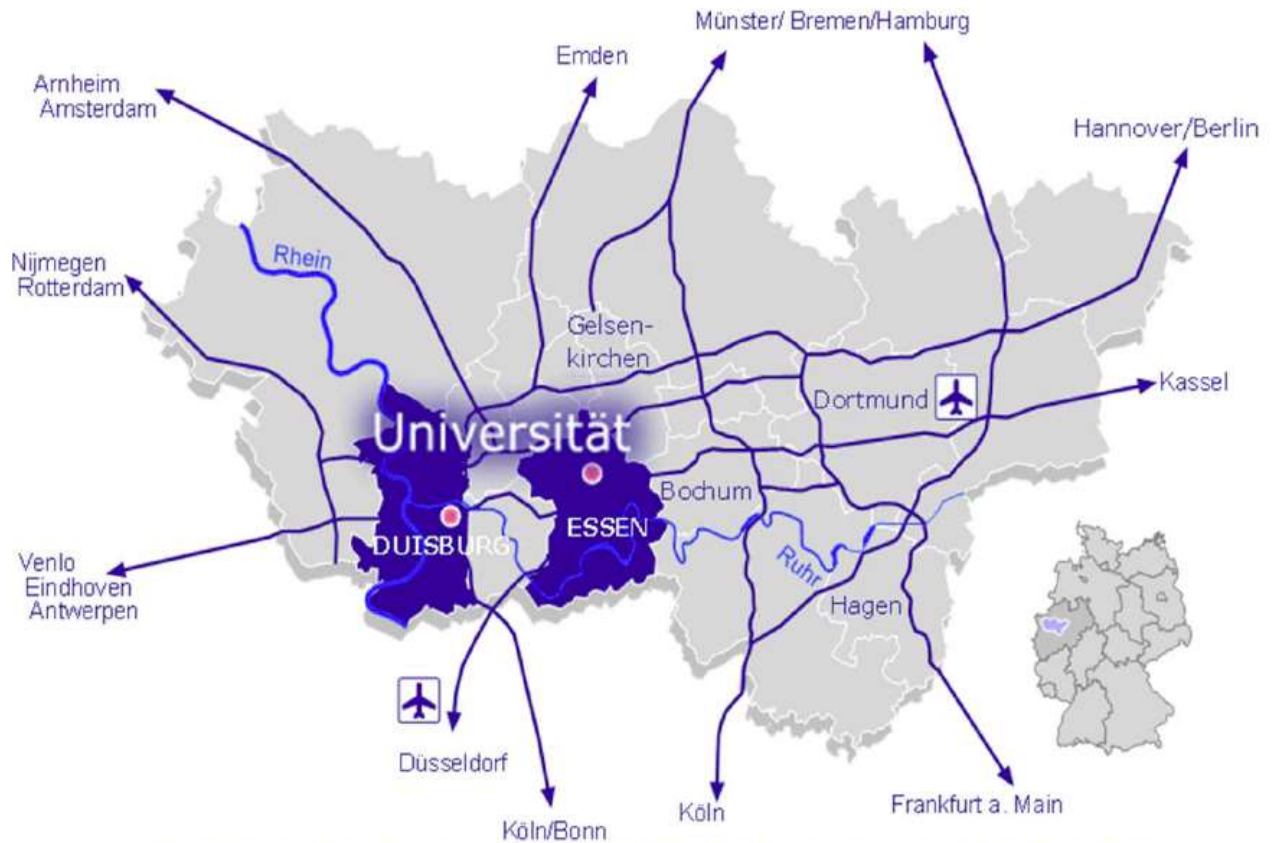 Münster/ Bremen/Hamburg
Emden
Arnheim
Amsterdam
Hannover/Berlin
Rhein
Nijmegen
Rotterdam
Gelsen-
kirchen
Kassel
Dortmund
Universität
Bochum
ESSEN
DUISBURG
Venlo
Eindhoven
Antwerpen
Ruhr
Hagen
Düsseldorf
Frankfurt a. Main
Köln
Köln/Bonn